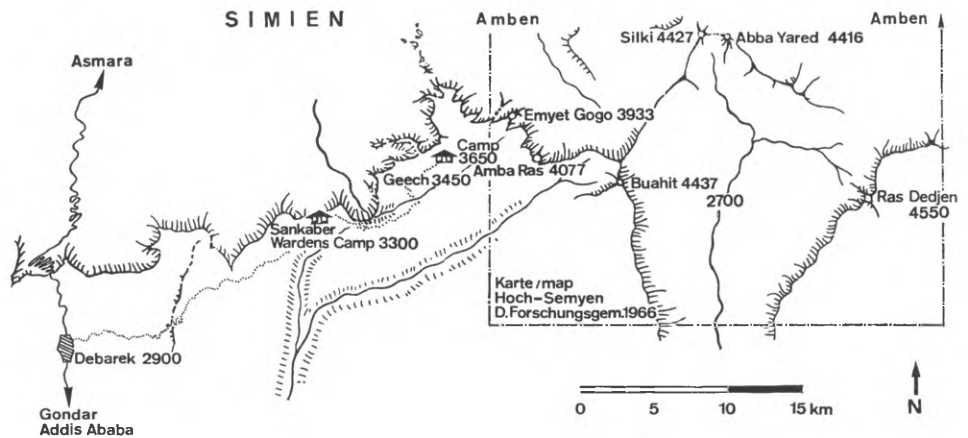 SIMIEN
Amben
Amben
Silki 4427
Abba Yared 4416
Asmara
Emyet Gogo 3933
Camp
3650
Geech 3450
Amba Ras 4077
Buahit 4437
2700
Ras Dedjen
4550
Sankaber
Wardens Camp 3300
Karte/map
Hoch-Semyen
D.Forschungsgem.1966
Debarek 2900
Gondar
Addis Ababa
0 5 10 15 km
N